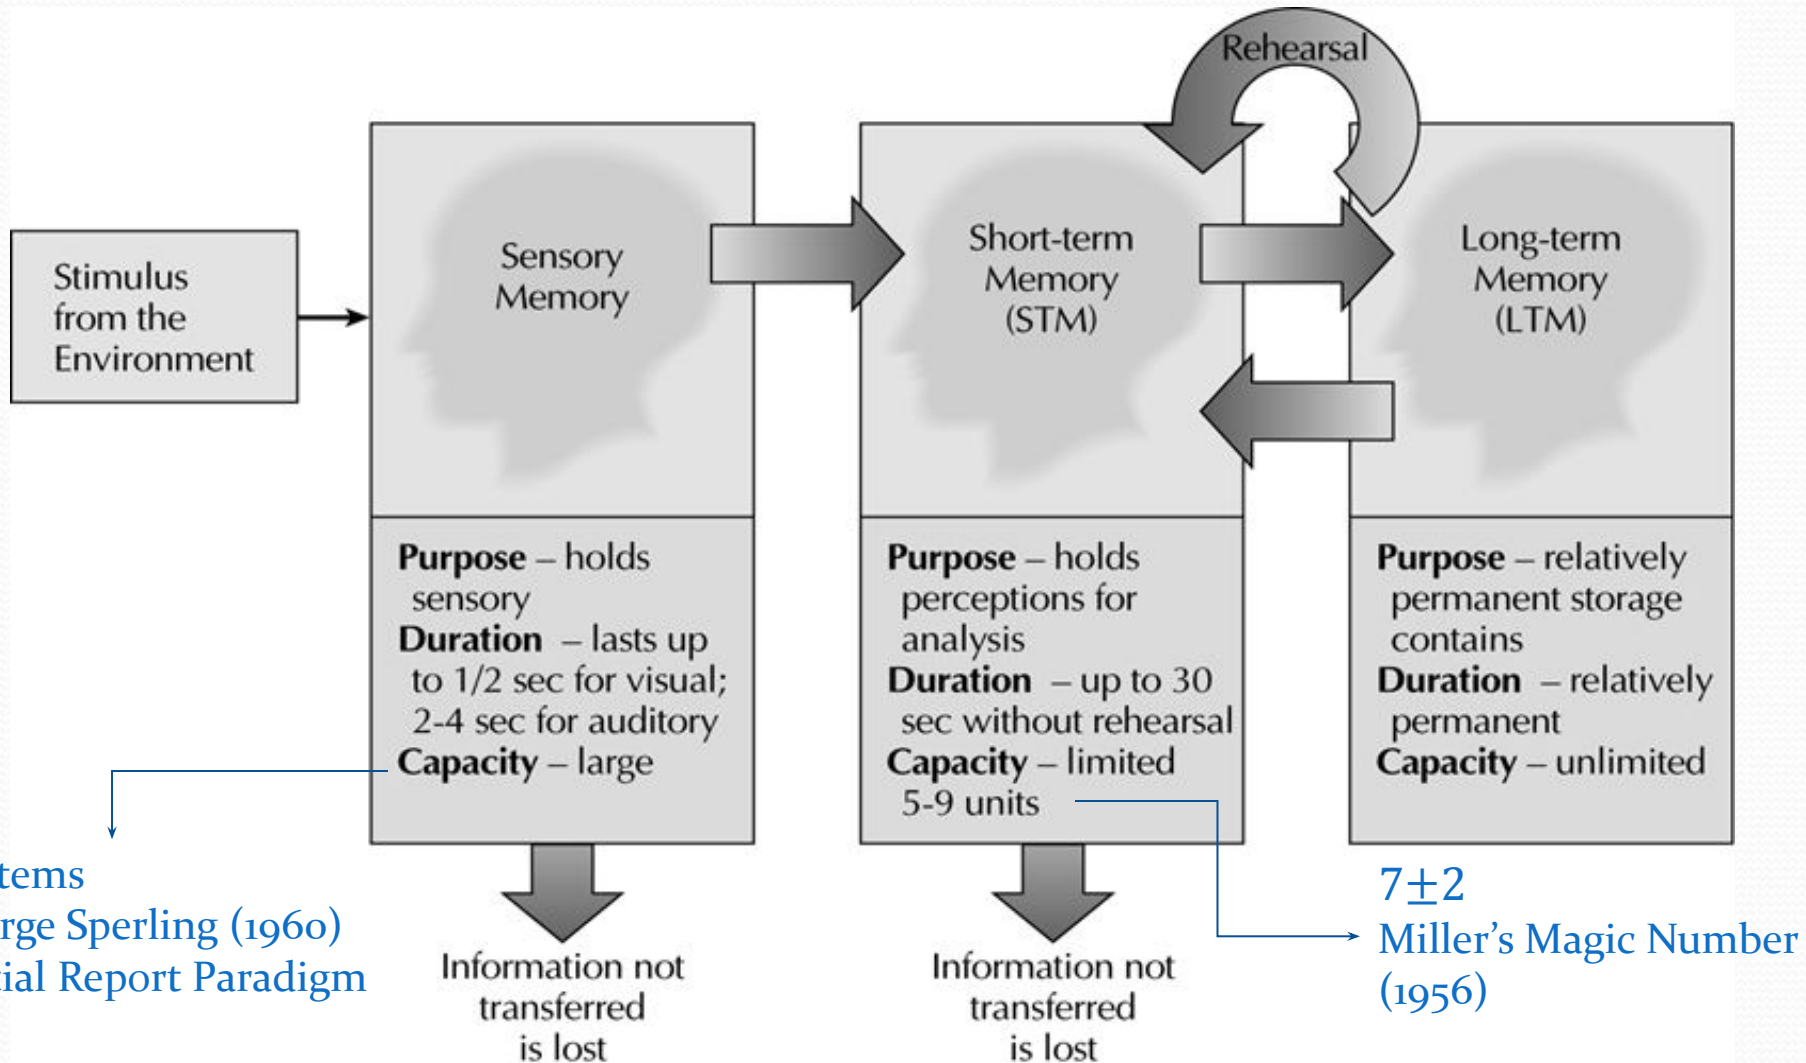 Rehearsal
Stimulus
from the
Environment
Sensory
Memory
Short-term
Memory
(STM)
Long-term
Memory
(LTM)
Purpose – holds
sensory
Duration – lasts up
to 1/2 sec for visual;
2-4 sec for auditory
Capacity – large
Purpose – holds
perceptions for
analysis
Duration – up to 30
sec without rehearsal
Capacity – limited
5-9 units
Purpose – relatively
permanent storage
contains
Duration – relatively
permanent
Capacity – unlimited
Sperling (1960)
Report Paradigm
Information not
transferred
is lost
Information not
transferred
is lost
7±2
Miller's Magic Number
(1956)